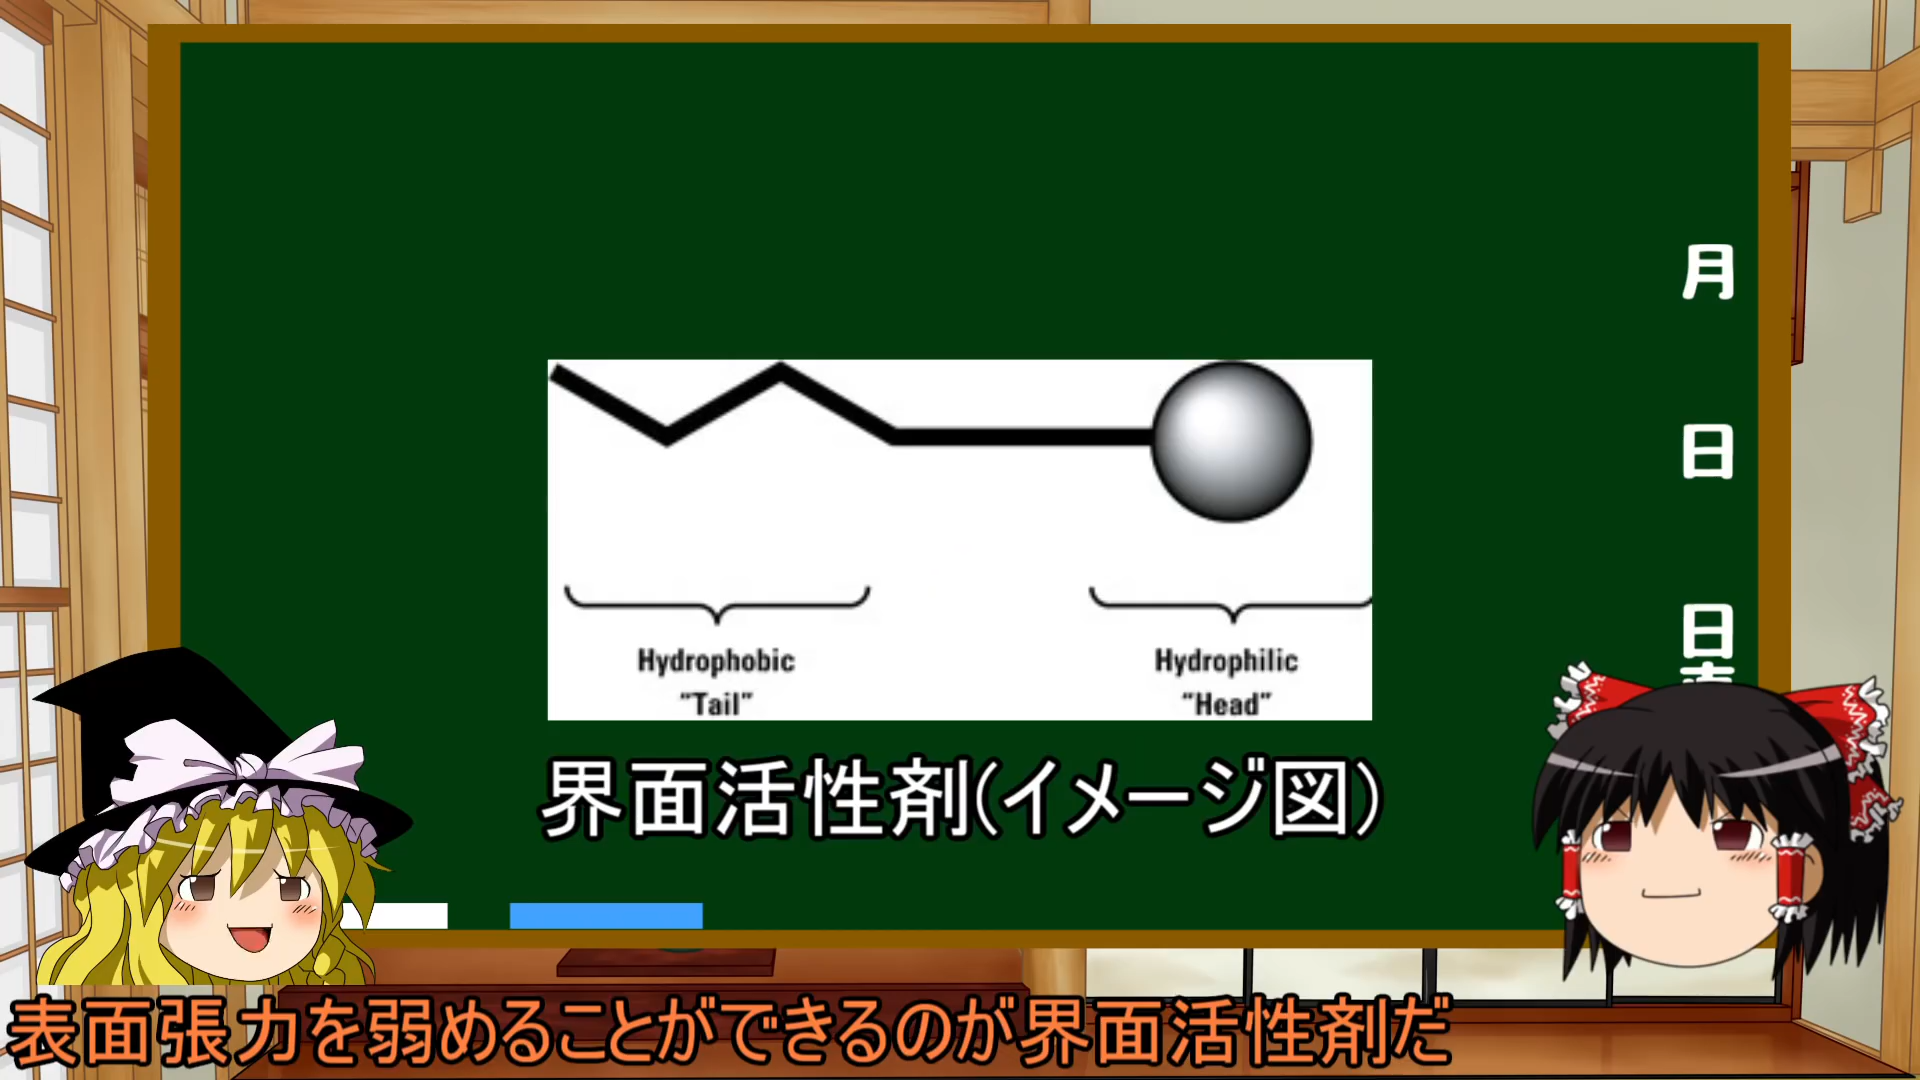 月
日
日
Hydrophobic
"Tail"
Hydrophilic
"Head"
界面活性剤(イメージ図)
表面張力を弱めることができるのが界面活性剤だ